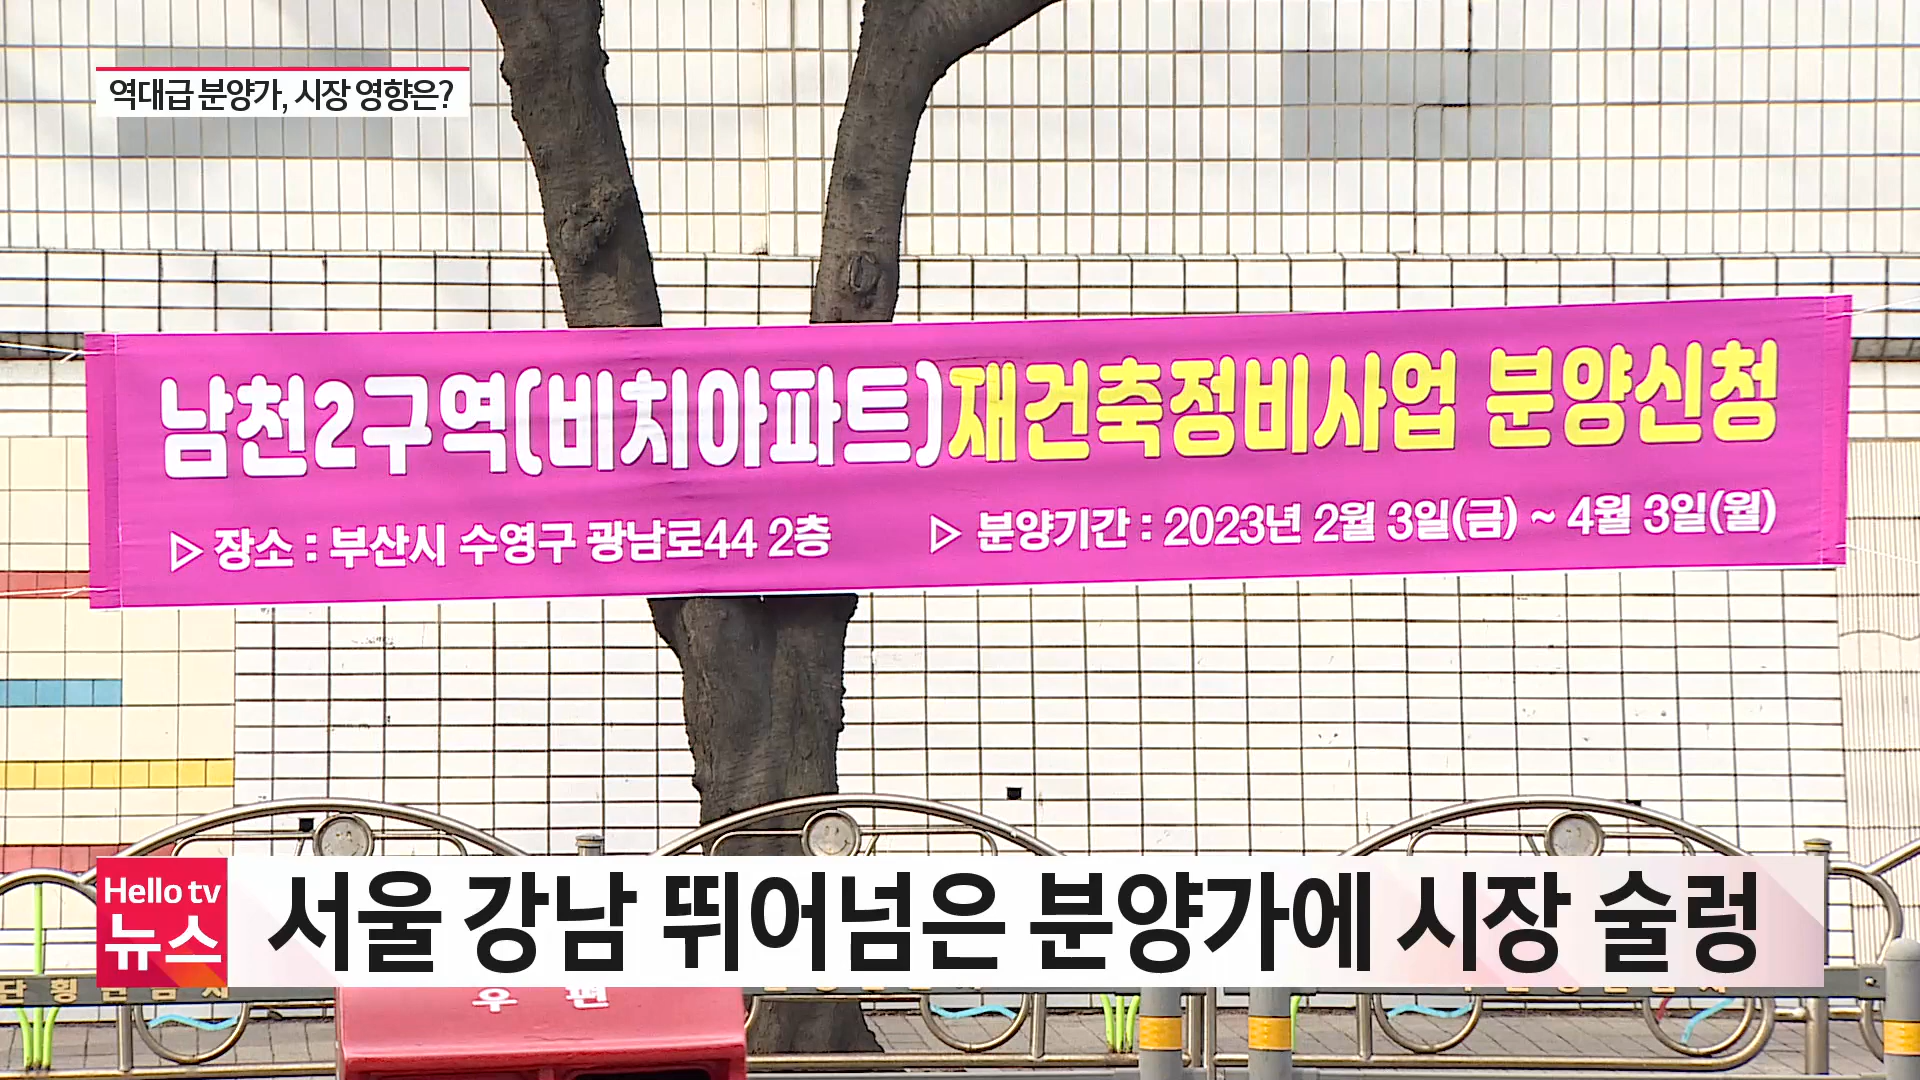 역대급 분양가, 시장 영향은?
남천2구역(비치아파트)재건축정비사업 분양신청
▷ 장소 : 부산시 수영구 광남로44 2층
▷ 분양기간 : 2023년 2월 3일(금) ~ 4월 3일(월)
Hello tv
뉴스
서울 강남 뛰어넘은 분양가에 시장 술렁
우편